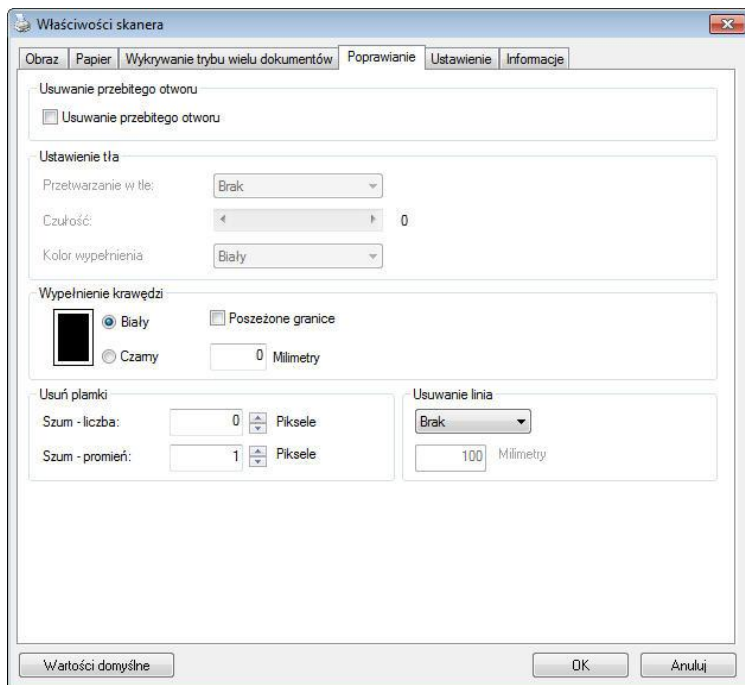 Właściwości skanera
Obraz Papier Wykrywanie trybu wielu dokumentów Poprawianie Ustawienie Informacje
Usuwanie przebitego otworu
Usuwanie przebitego otworu
Ustawienie tła
Przetwarzanie w tle: Brak
Czułość: 0
Kolor wypełnienia Biały
Wypełnienie krawędzi
Biały Poszeżone granice
Czarny 0 Milimetry
Usuń plamki Usuwanie linia
Szum - liczba: 0 Piksele Brak
Szum - promień: 1 Piksele 100 Milimetry
Wartości domyślne OK Anuluj